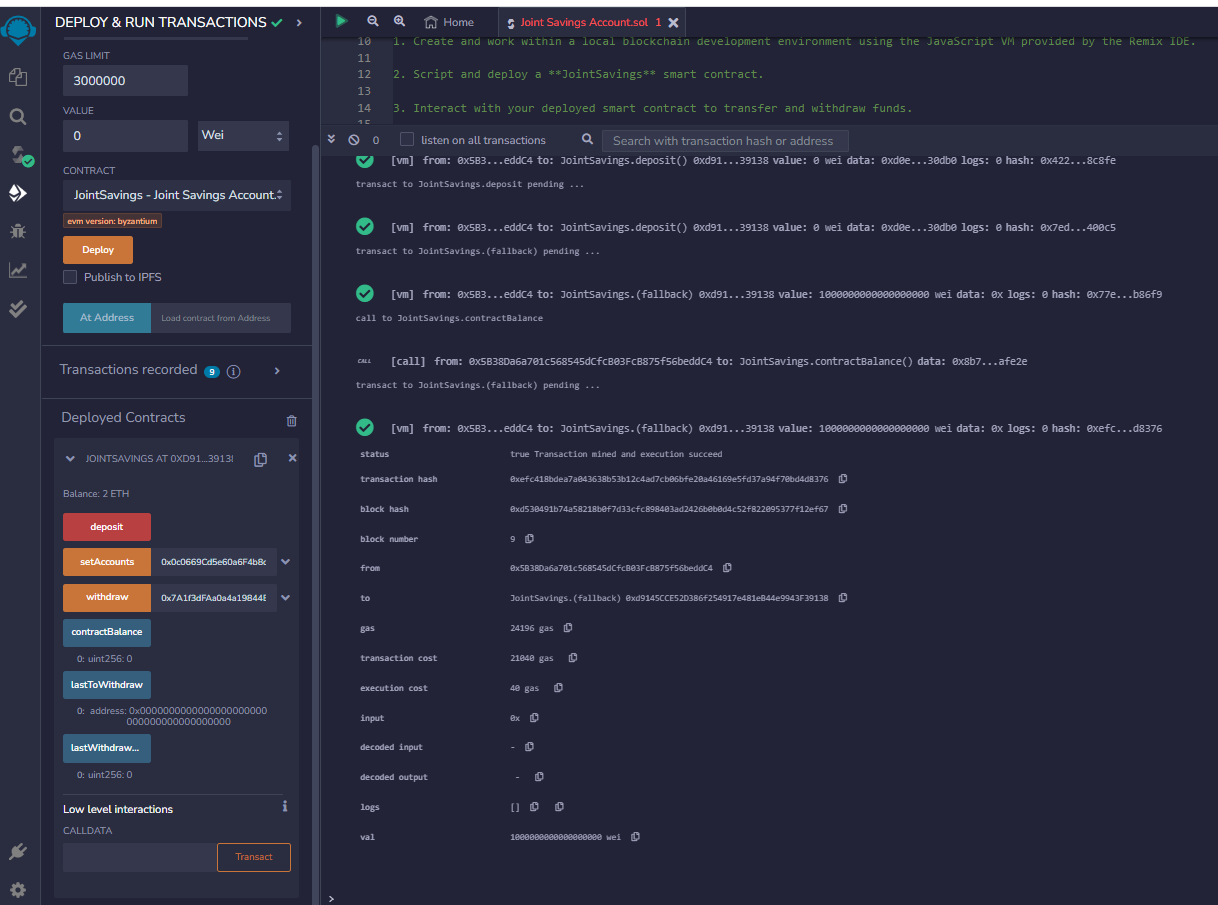 DEPLOY & RUN TRANSACTIONS
GAS LIMIT
3000000
VALUE
0
Wei
CONTRACT
JointSavings - Joint Savings Account.
evm version: byzantium
Deploy
Publish to IPFS
At Address
Load contract from Address
Transactions recorded 9 i
Deployed Contracts
JOINTSAVINGS AT 0XD91...3913
Balance: 2 ETH
deposit
setAccounts 0x0c0669Cd5e60a6F4b8
withdraw 0x7A1f3dFAa0a4a19844E
contractBalance
0: uint256: 0
lastToWithdraw
0: address: 0x00000000000000000000000
00000000000000000
lastWithdraw...
0: uint256: 0
Low level interactions i
CALLDATA
Transact
Home
Joint Savings Account.sol 1
10 1. Create and work within a local blockchain development environment using the JavaScript VM provided by the Remix IDE.
11
12 2. Script and deploy a **JointSavings** smart contract.
13
14 3. Interact with your deployed smart contract to transfer and withdraw funds.
15
0 listen on all transactions Search with transaction hash or address
[vm] from: 0x5B3...eddC4 to: JointSavings.deposit() 0xd91...39138 value: 0 wei data: 0xd0e...30db0 logs: 0 hash: 0x422...8c8fe
transact to JointSavings.deposit pending ...
[vm] from: 0x5B3...eddC4 to: JointSavings.deposit() 0xd91...39138 value: 0 wei data: 0xd0e...30db0 logs: 0 hash: 0x7ed...400c5
transact to JointSavings.(fallback) pending ...
[vm] from: 0x5B3...eddC4 to: JointSavings.(fallback) 0xd91...39138 value: 1000000000000000000 wei data: 0x logs: 0 hash: 0x77e...b86f9
call to JointSavings.contractBalance
CALL [call] from: 0x5B38Da6a701c568545dCfcB03FcB875f56beddC4 to: JointSavings.contractBalance() data: 0x8b7...afe2e
transact to JointSavings.(fallback) pending ...
[vm] from: 0x5B3...eddC4 to: JointSavings.(fallback) 0xd91...39138 value: 1000000000000000000 wei data: 0x logs: 0 hash: 0xefc...d8376
status true Transaction mined and execution succeed
transaction hash 0xefc418bdea7a043638b53b12c4ad7cb06bfe20a46169e5fd37a94f70bd4d8376
block hash 0xd530491b74a58218b0f7d33cfc898403ad2426b0b0d4c52f822095377f12ef67
block number 9
from 0x5B38Da6a701c568545dCfcB03FcB875f56beddC4
to JointSavings.(fallback) 0xd9145CCE52D386f254917e481eB44e9943F39138
gas 24196 gas
transaction cost 21040 gas
execution cost 40 gas
input 0x
decoded input -
decoded output -
logs []
val 1000000000000000000 wei
>